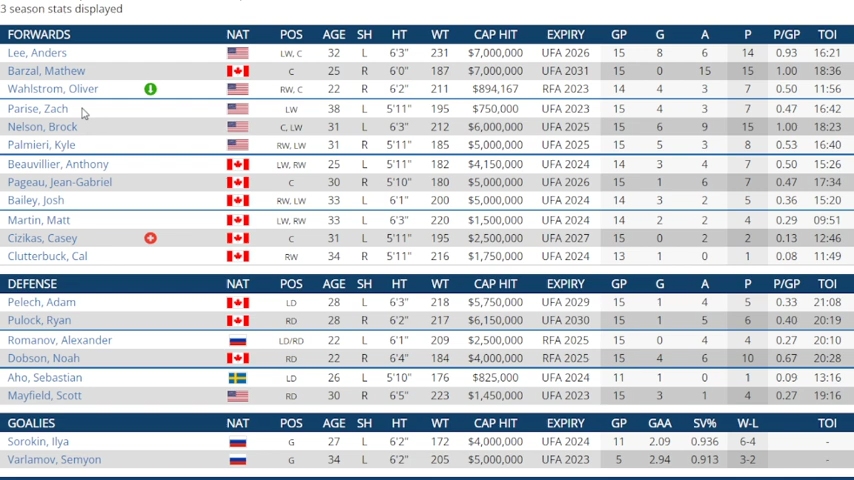 3 season stats displayed
FORWARDS NAT POS AGE SH HT WT CAP HIT EXPIRY GP G A P P/GP TOI
Lee, Anders LW, C 32 L 6'3" 231 $7,000,000 UFA 2026 15 8 6 14 0.93 16:21
Barzal, Mathew C 25 R 6'0" 187 $7,000,000 UFA 2031 15 0 15 15 1.00 18:36
Wahlstrom, Oliver RW, C 22 R 6'2" 211 $894,167 RFA 2023 14 4 3 7 0.50 11:56
Parise, Zach LW 38 L 5'11" 195 $750,000 UFA 2023 15 4 3 7 0.47 16:42
Nelson, Brock C, LW 31 L 6'3" 212 $6,000,000 UFA 2025 15 6 9 15 1.00 18:23
Palmieri, Kyle RW, LW 31 R 5'11" 185 $5,000,000 UFA 2025 15 5 3 8 0.53 16:40
Beauvillier, Anthony LW, RW 25 L 5'11" 182 $4,150,000 UFA 2024 14 3 4 7 0.50 15:26
Pageau, Jean-Gabriel C 30 R 5'10" 180 $5,000,000 UFA 2026 15 1 6 7 0.47 17:34
Bailey, Josh RW, LW 33 L 6'1" 200 $5,000,000 UFA 2024 14 3 2 5 0.36 15:20
Martin, Matt LW, RW 33 L 6'3" 220 $1,500,000 UFA 2024 14 2 2 4 0.29 09:51
Cizikas, Casey C 31 L 5'11" 195 $2,500,000 UFA 2027 15 0 2 2 0.13 12:46
Clutterbuck, Cal RW 34 R 5'11" 216 $1,750,000 UFA 2024 13 1 0 1 0.08 11:49
DEFENSE NAT POS AGE SH HT WT CAP HIT EXPIRY GP G A P P/GP TOI
Pelech, Adam LD 28 L 6'3" 218 $5,750,000 UFA 2029 15 1 4 5 0.33 21:08
Pulock, Ryan RD 28 R 6'2" 217 $6,150,000 UFA 2030 15 1 5 6 0.40 20:19
Romanov, Alexander LD/RD 22 L 6'1" 209 $2,500,000 RFA 2025 15 0 4 4 0.27 20:10
Dobson, Noah RD 22 R 6'4" 184 $4,000,000 RFA 2025 15 4 6 10 0.67 20:28
Aho, Sebastian LD 26 L 5'10" 176 $825,000 UFA 2024 11 1 0 1 0.09 13:16
Mayfield, Scott RD 30 R 6'5" 223 $1,450,000 UFA 2023 15 3 1 4 0.27 19:16
GOALIES NAT POS AGE SH HT WT CAP HIT EXPIRY GP GAA SV% W-L TOI
Sorokin, Ilya G 27 L 6'2" 172 $4,000,000 UFA 2024 11 2.09 0.936 6-4 -
Varlamov, Semyon G 34 L 6'2" 205 $5,000,000 UFA 2023 5 2.94 0.913 3-2 -